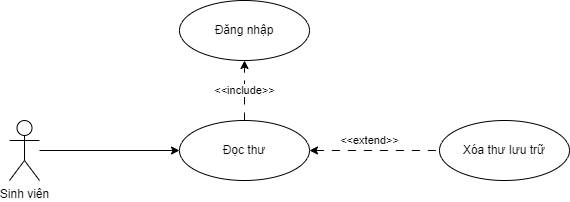 Đăng nhập
<<include>>
Đọc thư
<<extend>>
Xóa thư lưu trữ
Sinh viên